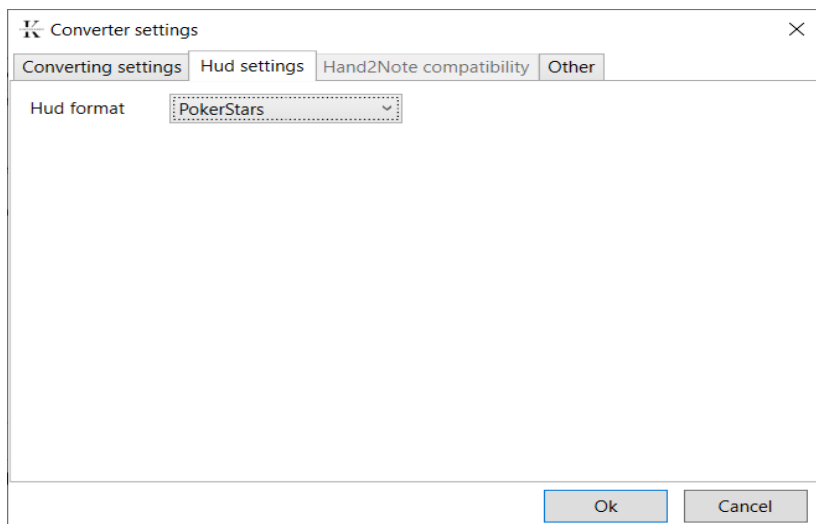 Converter settings
Converting settings Hud settings Hand2Note compatibility Other
Hud format PokerStars
Ok Cancel